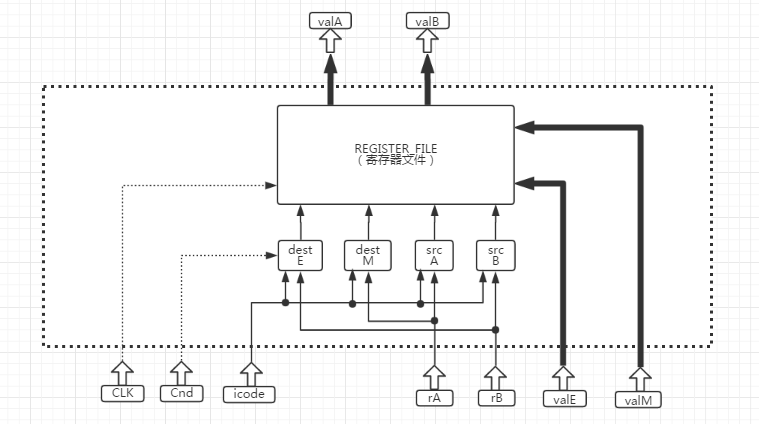 valA
valB
REGISTER_FILE
（寄存器文件）
dest
E
dest
M
src
A
src
B
CLK
Cnd
icode
rA
rB
valE
valM